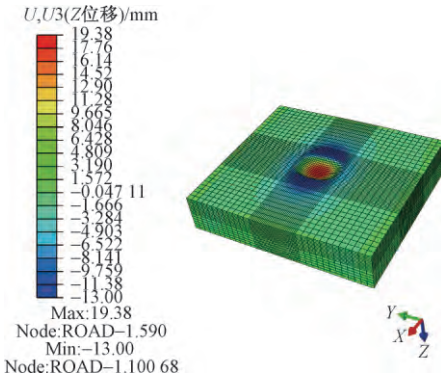 U,U3(Z位移)/mm
19.38
17.76
16.14
14.52
12.90
11.28
9.665
8.046
6.428
4.809
3.190
1.572
−0.047 11
−1.666
−3.284
−4.903
−6.522
−8.141
−9.759
−11.38
−13.00
Max:19.38
Node:ROAD−1.590
Min:−13.00
Node:ROAD−1.100 68
Y
X
Z